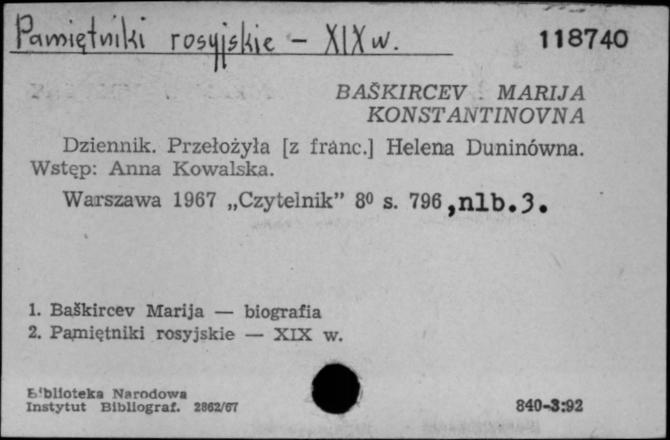 Pamiętniki rosyjskie – XIX w.
118740
BAŠKIRCEV MARIJA
KONSTANTINOVNA
Dziennik. Przełożyła [z franc.] Helena Duninówna.
Wstęp: Anna Kowalska.
Warszawa 1967 „Czytelnik” 8⁰ s. 796, nlb. 3.
1. Baškircev Marija — biografia
2. Pamiętniki rosyjskie — XIX w.
Biblioteka Narodowa
Instytut Bibliograf. 2862/67
840-3:92